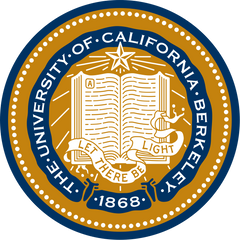 THE·UNIVERSITY·OF·CALIFORNIA·BERKELEY
A
LET THERE BE LIGHT
·1868·